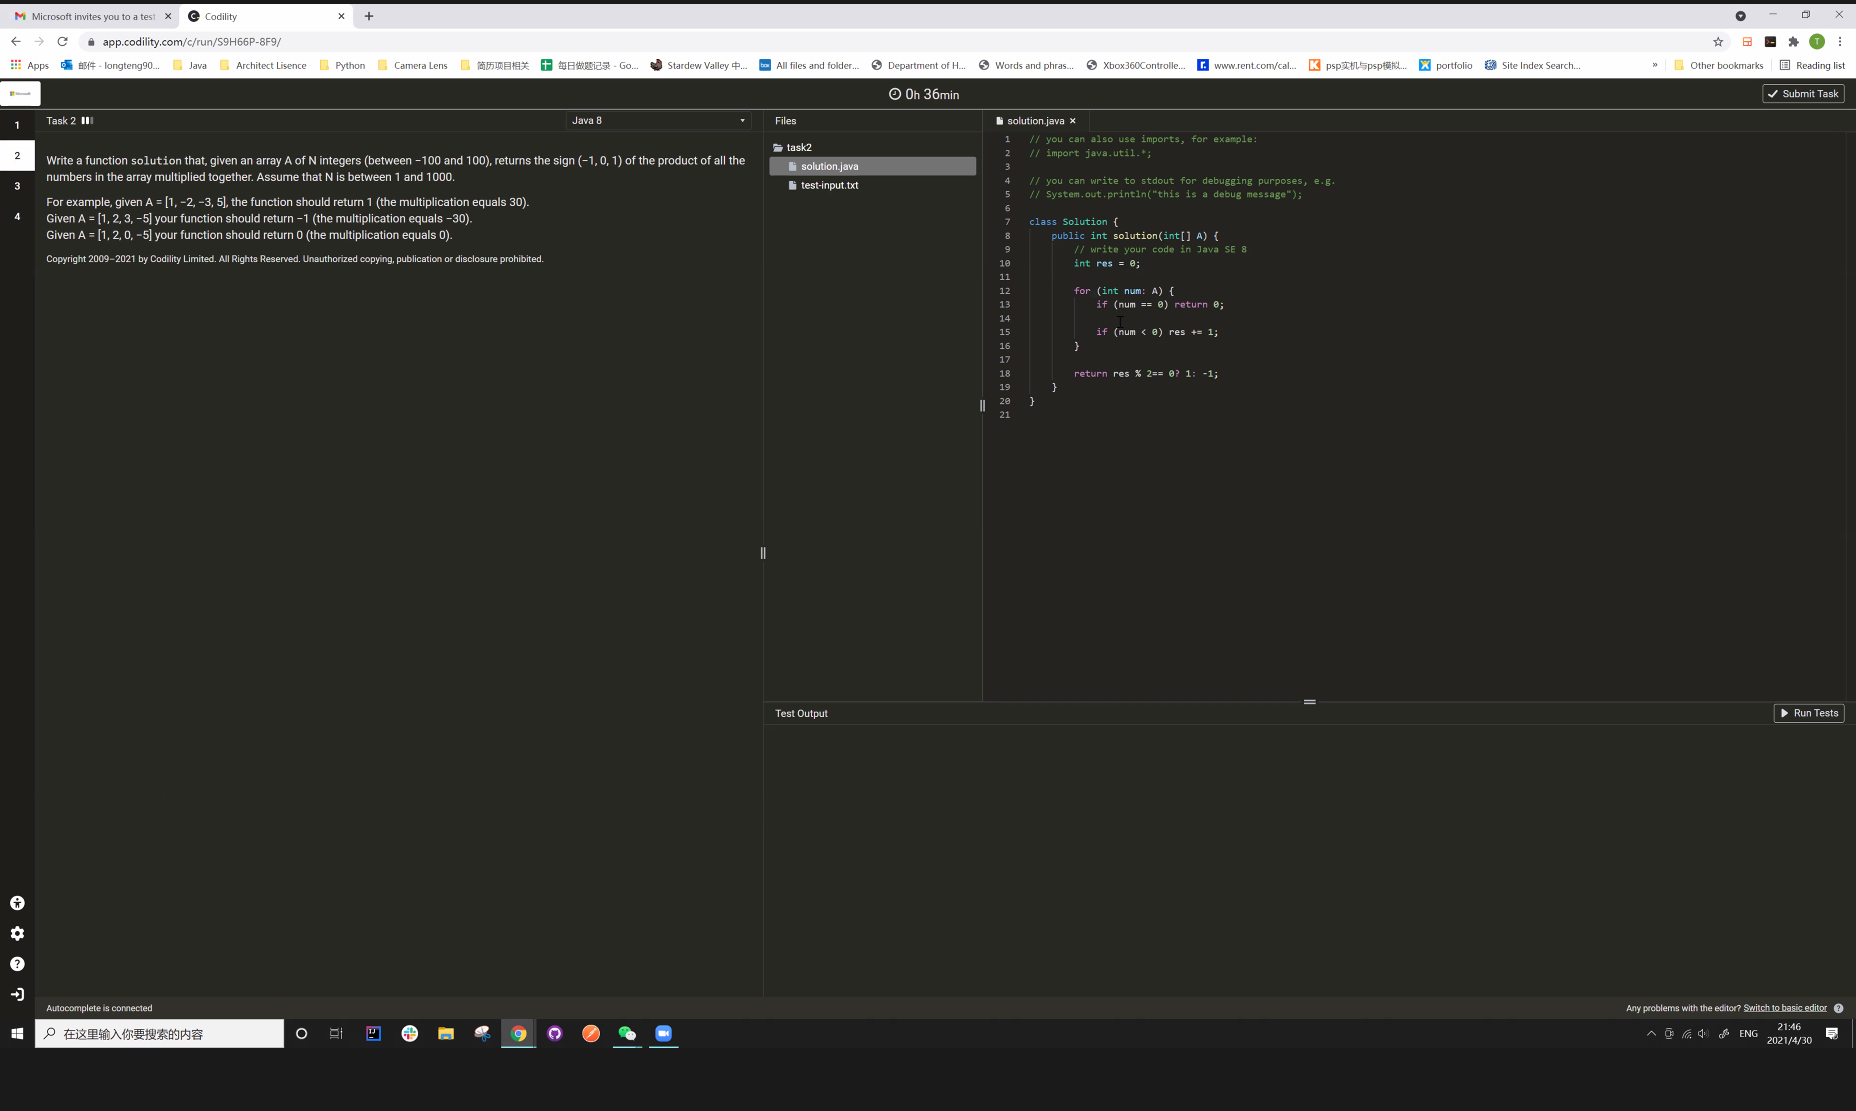 Microsoft invites you to a test
Codility
app.codility.com/c/run/S9H66P-8F9/
T
Apps
邮件 - longteng90...
Java
Architect Lisence
Python
Camera Lens
简历项目相关
每日做题记录 - Go...
Stardew Valley 中...
All files and folder...
Department of H...
Words and phras...
Xbox360Controlle...
www.rent.com/cal...
psp实机与psp模拟...
portfolio
Site Index Search...
»
Other bookmarks
Reading list
Microsoft
0h 36min
Submit Task
1
2
3
4
Task 2
Java 8
Write a function solution that, given an array A of N integers (between −100 and 100), returns the sign (−1, 0, 1) of the product of all the
numbers in the array multiplied together. Assume that N is between 1 and 1000.
For example, given A = [1, −2, −3, 5], the function should return 1 (the multiplication equals 30).
Given A = [1, 2, 3, −5] your function should return −1 (the multiplication equals −30).
Given A = [1, 2, 0, −5] your function should return 0 (the multiplication equals 0).
Copyright 2009–2021 by Codility Limited. All Rights Reserved. Unauthorized copying, publication or disclosure prohibited.
Files
task2
solution.java
test-input.txt
solution.java
1 // you can also use imports, for example:
2 // import java.util.*;
3
4 // you can write to stdout for debugging purposes, e.g.
5 // System.out.println("this is a debug message");
6
7 class Solution {
8 public int solution(int[] A) {
9 // write your code in Java SE 8
10 int res = 0;
11
12 for (int num: A) {
13 if (num == 0) return 0;
14
15 if (num < 0) res += 1;
16 }
17
18 return res % 2== 0? 1: -1;
19 }
20 }
21
Test Output
Run Tests
Autocomplete is connected
Any problems with the editor? Switch to basic editor
在这里输入你要搜索的内容
ENG
21:46
2021/4/30